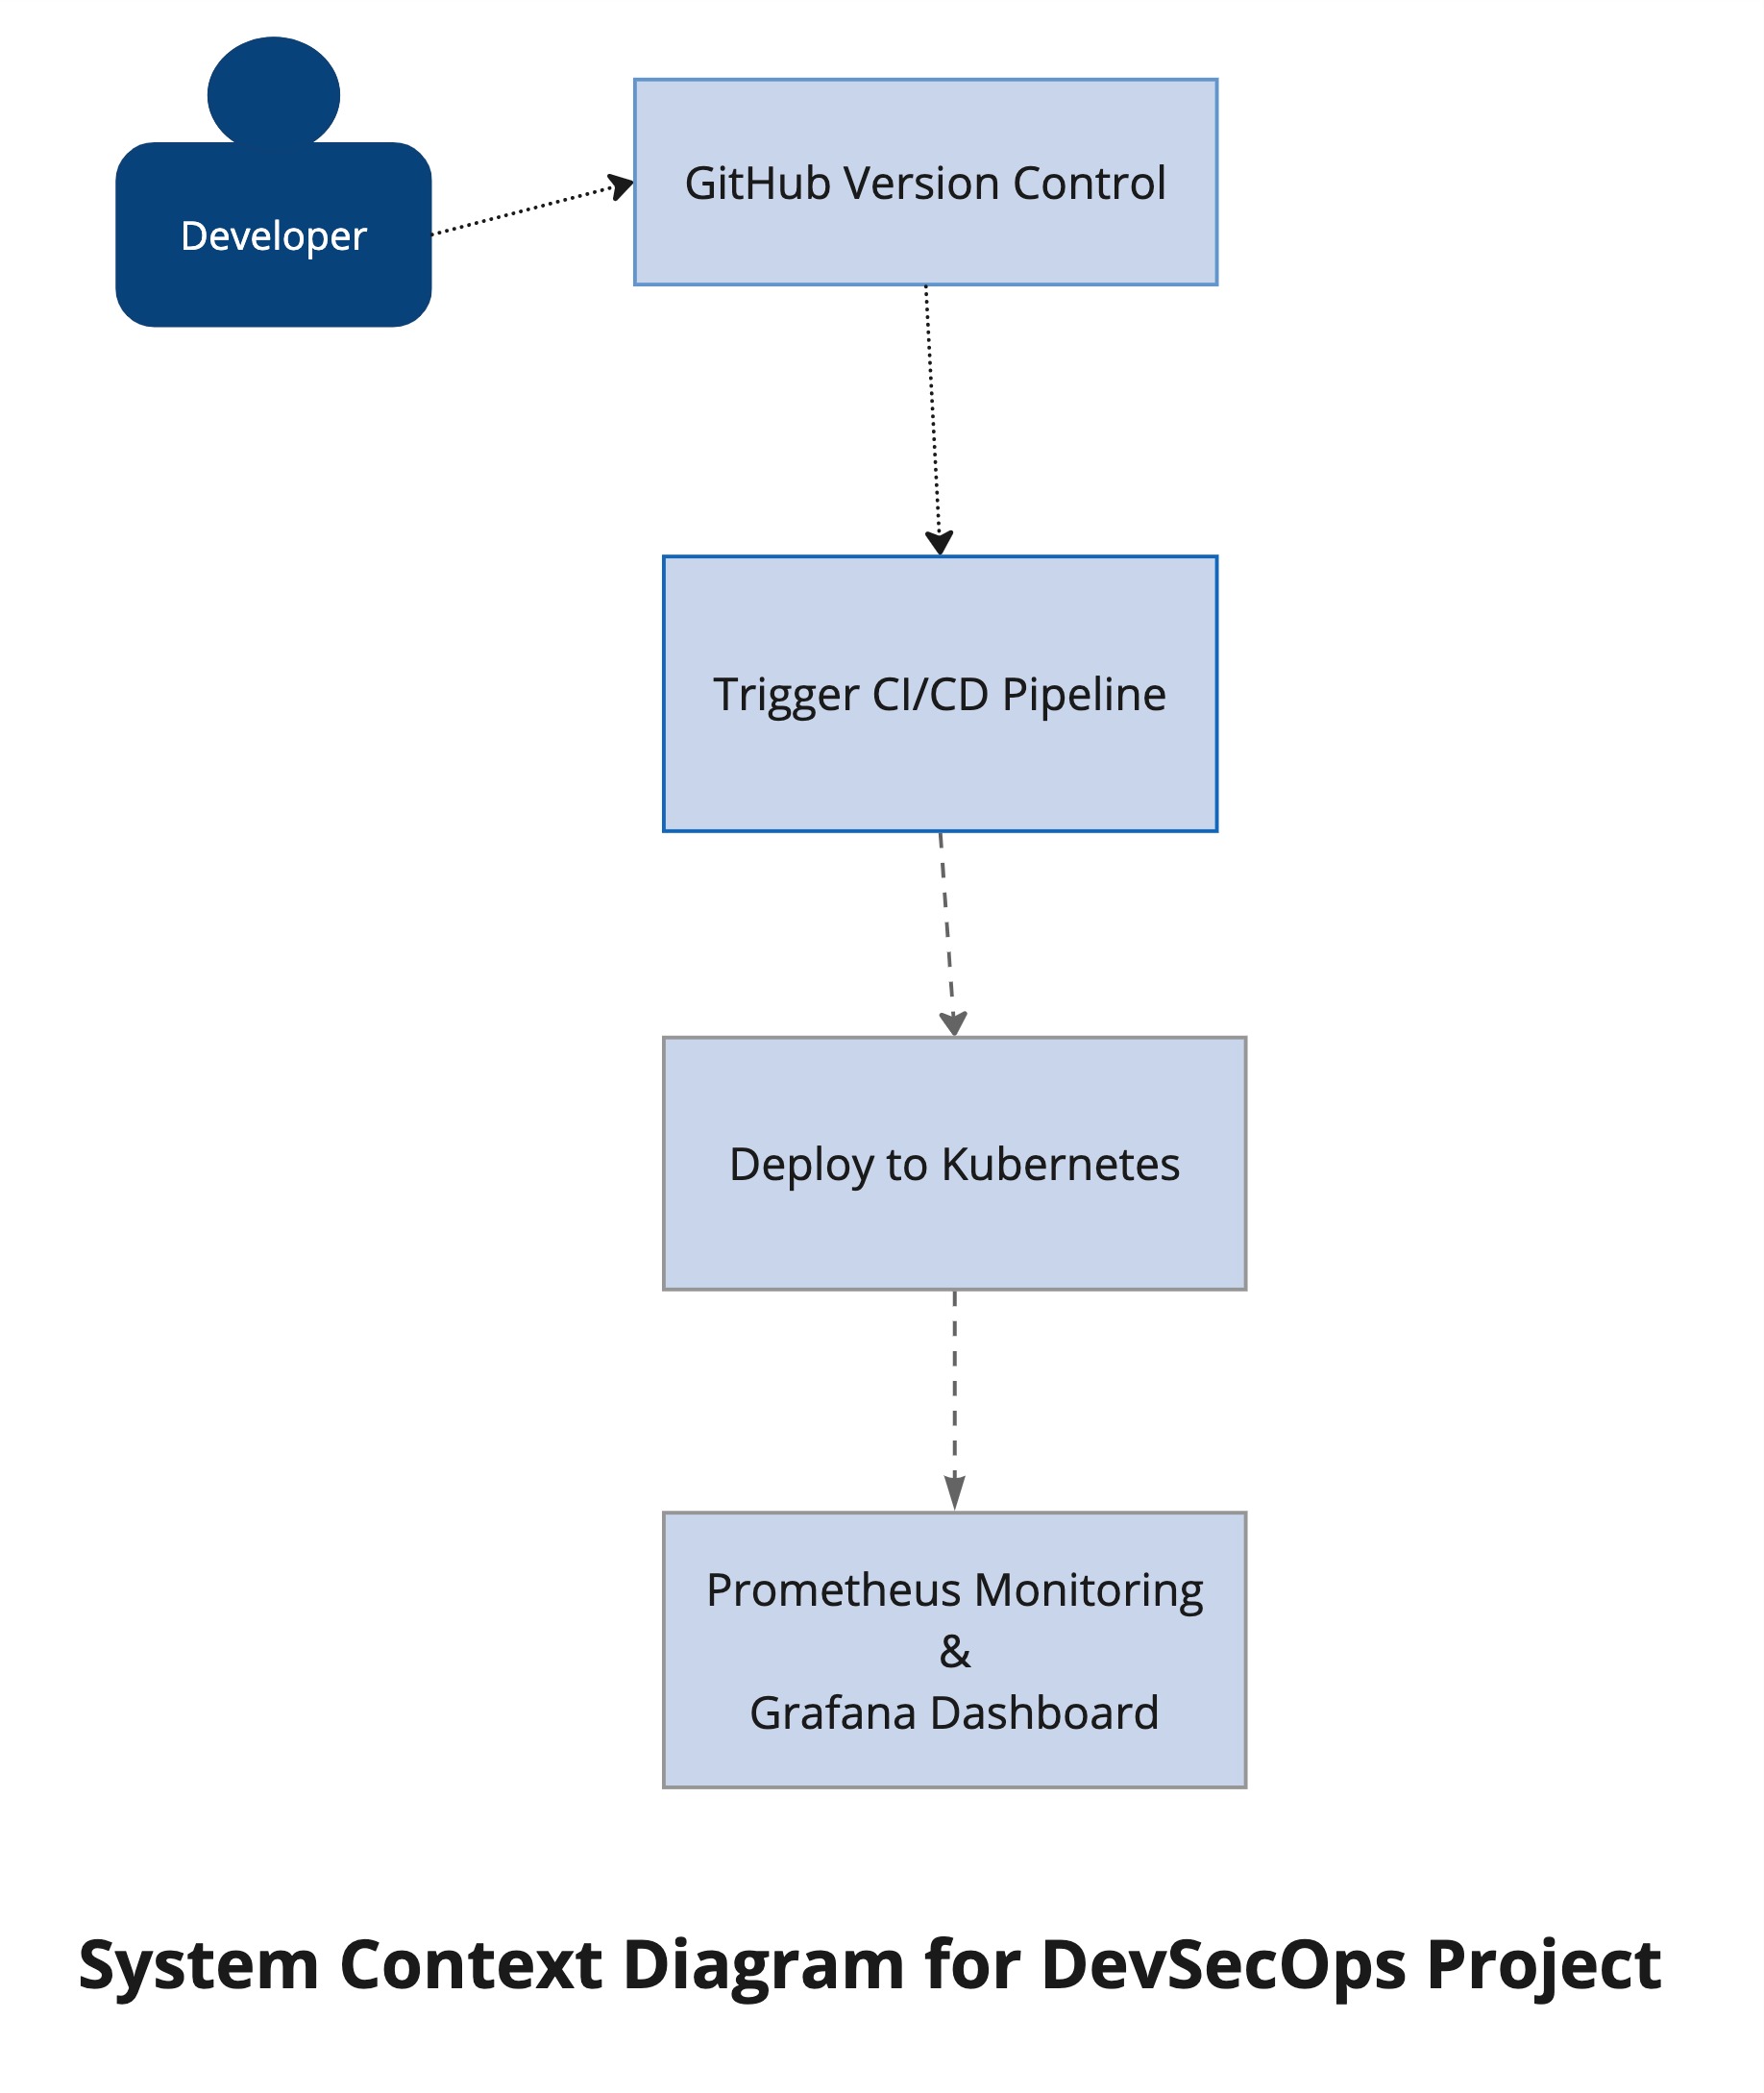 Developer
GitHub Version Control
Trigger CI/CD Pipeline
Deploy to Kubernetes
Prometheus Monitoring
&
Grafana Dashboard
System Context Diagram for DevSecOps Project